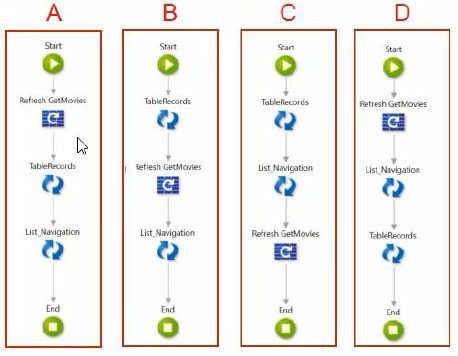 A
B
C
D
Start
Refresh GetMovies
TableRecords
List_Navigation
End
Start
TableRecords
Refresh GetMovies
List_Navigation
End
Start
TableRecords
List_Navigation
Refresh GetMovies
End
Start
Refresh GetMovies
List_Navigation
TableRecords
End